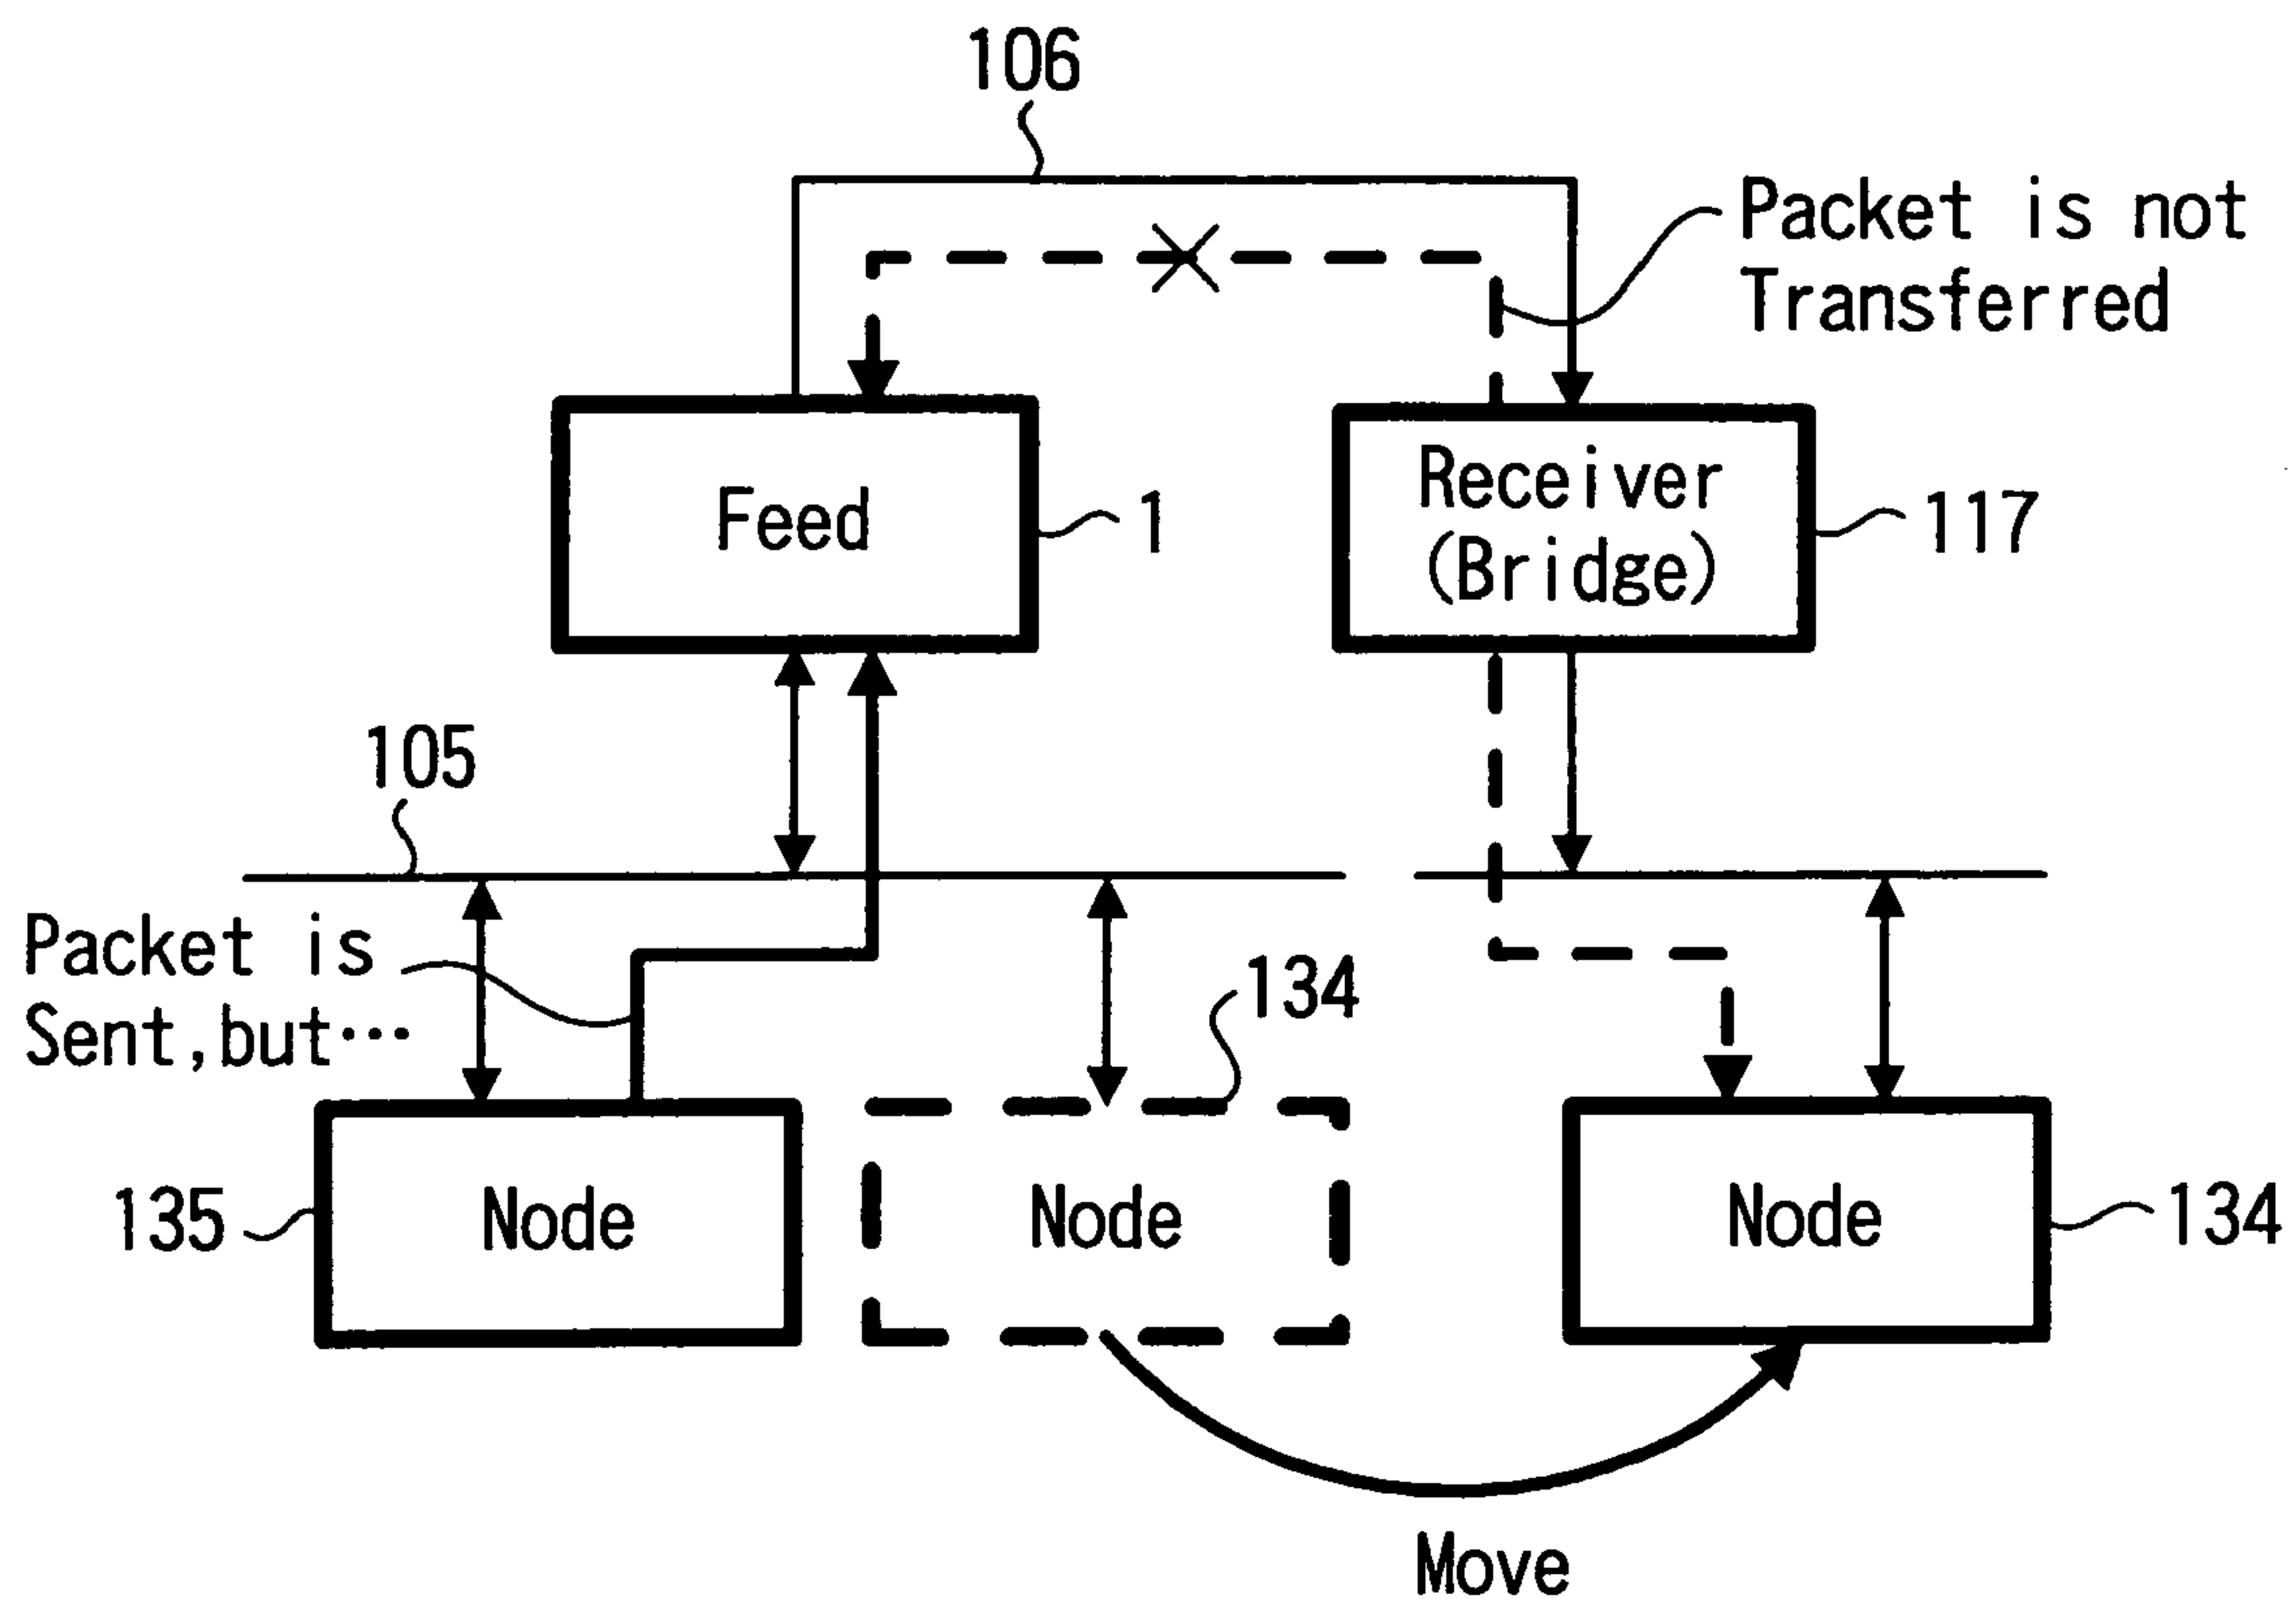 106
Packet is not
Transferred
Feed
1
Receiver
(Bridge)
117
105
Packet is
Sent,but···
134
135
Node
Node
Node
134
Move